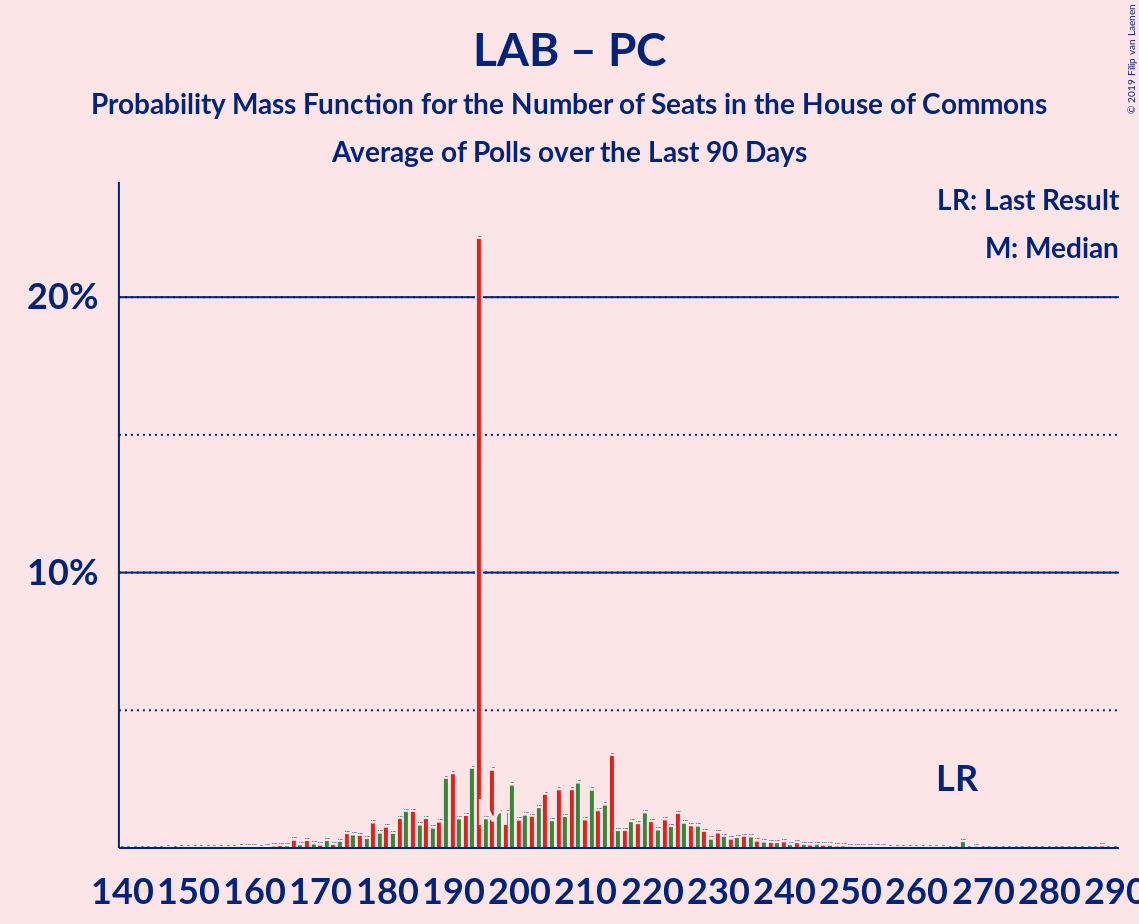 LAB – PC
Probability Mass Function for the Number of Seats in the House of Commons
Average of Polls over the Last 90 Days
© 2019 Filip van Laenen
LR: Last Result
M: Median
20%
10%
LR
140 150 160 170 180 190 200 210 220 230 240 250 260 270 280 290